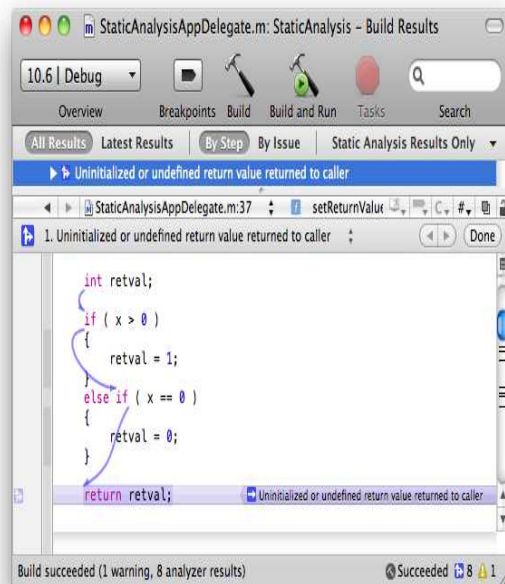 StaticAnalysisAppDelegate.m: StaticAnalysis – Build Results
10.6 | Debug
Overview Breakpoints Build Build and Run Tasks Search
All Results Latest Results By Step By Issue Static Analysis Results Only
Uninitialized or undefined return value returned to caller
StaticAnalysisAppDelegate.m:37 setReturnValue C, #,
1. Uninitialized or undefined return value returned to caller Done
int retval;
if ( x > 0 )
{
retval = 1;
}
else if ( x == 0 )
{
retval = 0;
}
return retval; Uninitialized or undefined return value returned to caller
Build succeeded (1 warning, 8 analyzer results) Succeeded 8 1